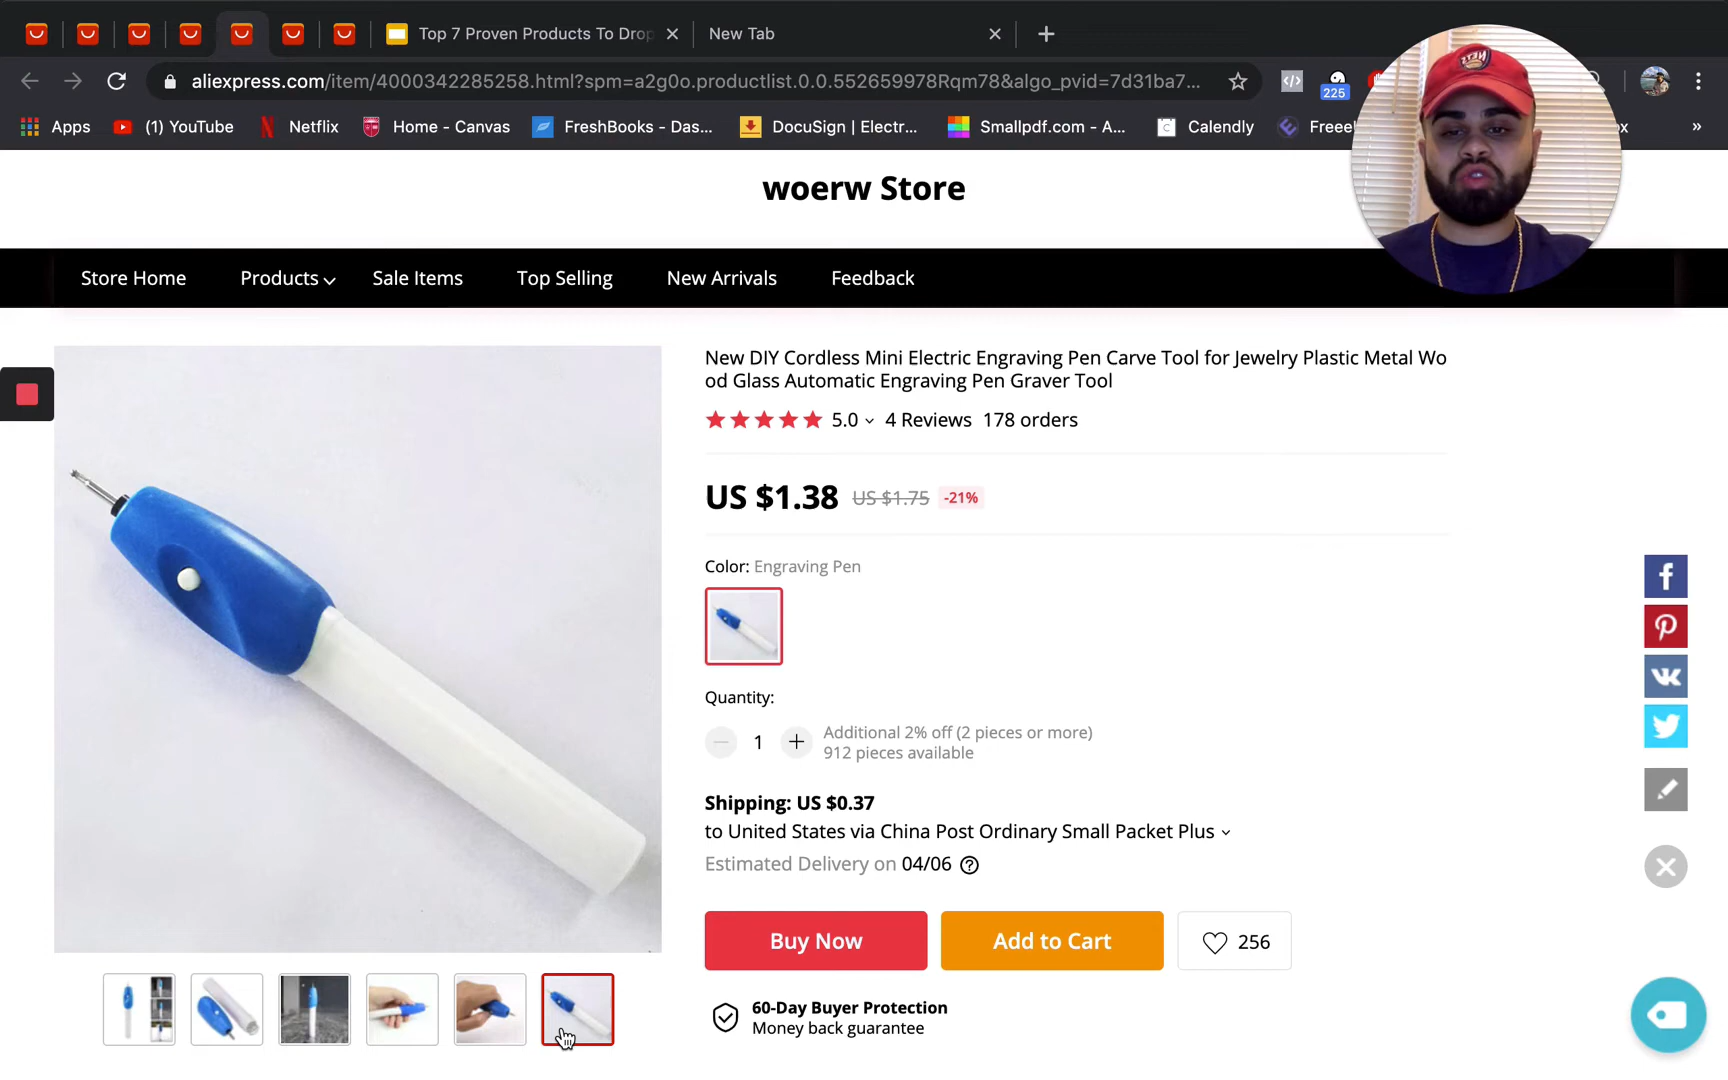 Top 7 Proven Products To Drop
New Tab
aliexpress.com/item/4000342285258.html?spm=a2g0o.productlist.0.0.552659978Rqm78&algo_pvid=7d31ba7...
225
Apps
(1) YouTube
Netflix
Home - Canvas
FreshBooks - Das...
DocuSign | Electr...
Smallpdf.com - A...
Calendly
»
woerw Store
NETS
Store Home
Products
Sale Items
Top Selling
New Arrivals
Feedback
New DIY Cordless Mini Electric Engraving Pen Carve Tool for Jewelry Plastic Metal Wo
od Glass Automatic Engraving Pen Graver Tool
5.0
4 Reviews
178 orders
US $1.38
US $1.75
-21%
Color: Engraving Pen
Quantity:
1
Additional 2% off (2 pieces or more)
912 pieces available
Shipping: US $0.37
to United States via China Post Ordinary Small Packet Plus
Estimated Delivery on 04/06
Buy Now
Add to Cart
256
60-Day Buyer Protection
Money back guarantee